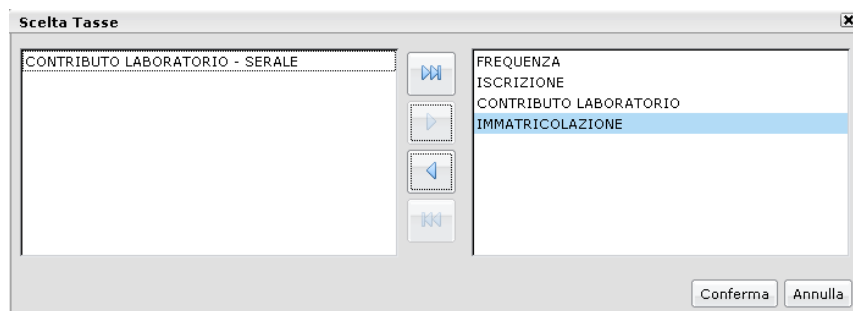 Scelta Tasse
CONTRIBUTO LABORATORIO - SERALE
FREQUENZA
ISCRIZIONE
CONTRIBUTO LABORATORIO
IMMATRICOLAZIONE
Conferma
Annulla